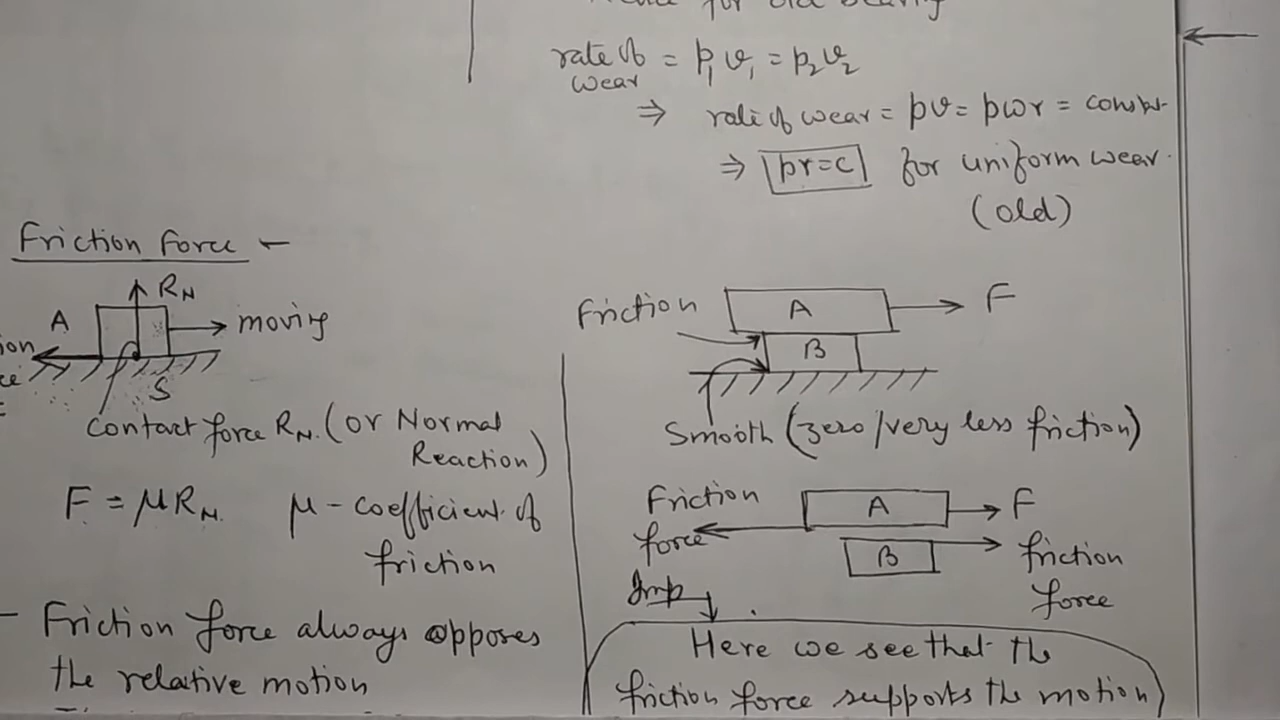 for old bearing
rate of wear = p₁v₁ = p₂v₂
⇒ rate of wear = pv = pωr = const.
⇒ pr=c for uniform wear.
(old)
Friction Force -
R_N
A
moving
S
Contact force R_N. (or Normal
Reaction)
F = μR_N. μ - coefficient of
friction
- Friction force always opposes
the relative motion
Friction
A
F
B
Smooth (zero/very less friction)
Friction
force
A
F
B
friction
force
Imp
Here we see that the
friction force supports the motion